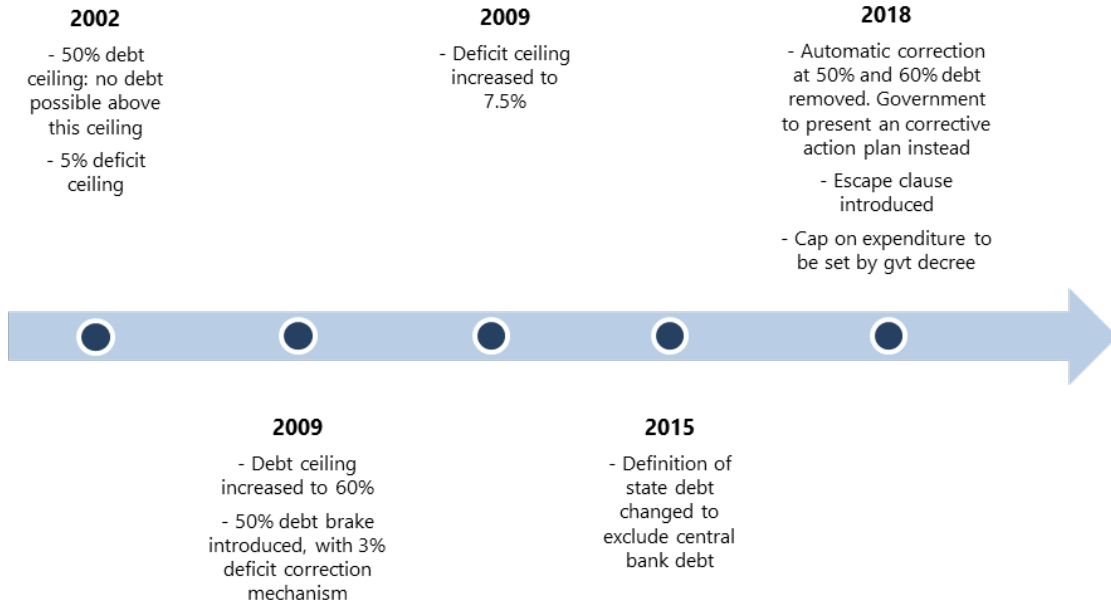 2002
- 50% debt
ceiling: no debt
possible above
this ceiling
- 5% deficit
ceiling
2009
- Debt ceiling
increased to 60%
- 50% debt brake
introduced, with 3%
deficit correction
mechanism
2009
- Deficit ceiling
increased to
7.5%
2015
- Definition of
state debt
changed to
exclude central
bank debt
2018
- Automatic correction
at 50% and 60% debt
removed. Government
to present an corrective
action plan instead
- Escape clause
introduced
- Cap on expenditure to
be set by gvt decree